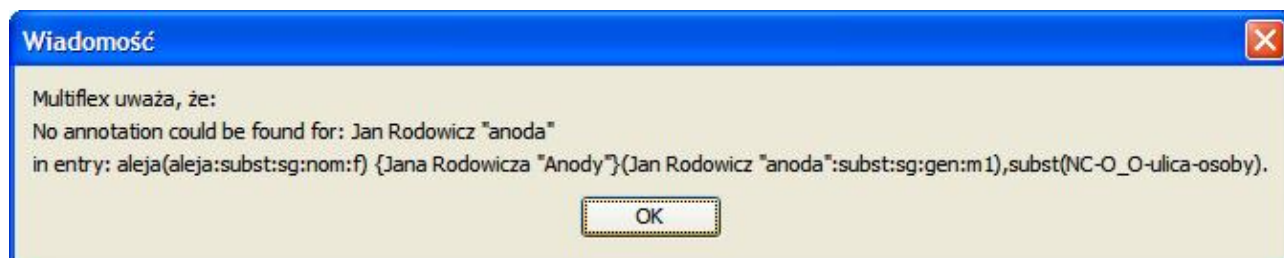 Wiadomość
Multiflex uważa, że:
No annotation could be found for: Jan Rodowicz "anoda"
in entry: aleja(aleja:subst:sg:nom:f) {Jana Rodowicza "Anody"}(Jan Rodowicz "anoda":subst:sg:gen:m1),subst(NC-O_O-ulica-osoby).
OK